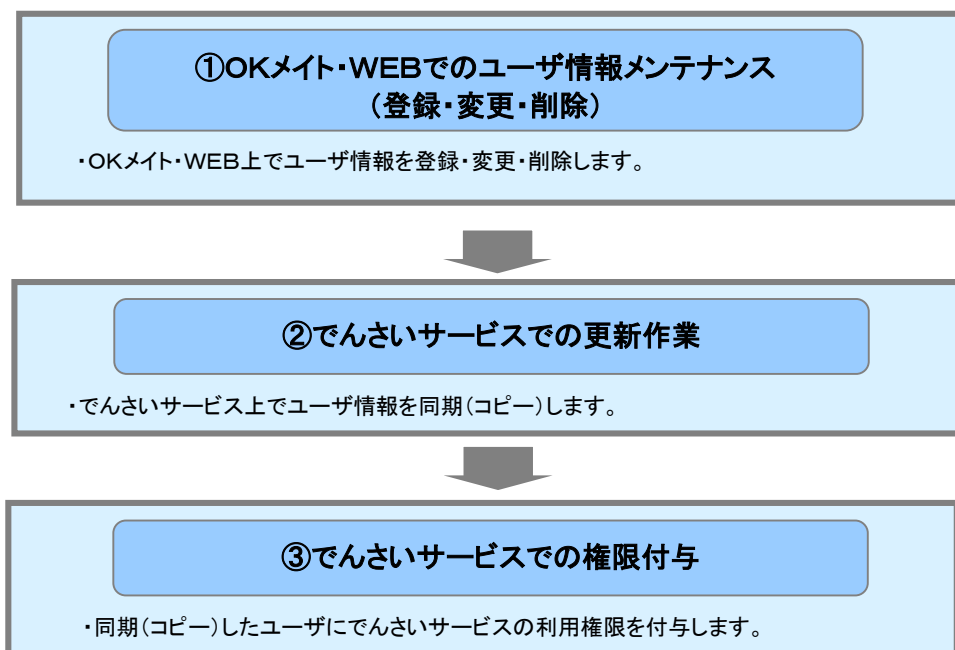 ①OKメイト・WEBでのユーザ情報メンテナンス
（登録・変更・削除）
・OKメイト・WEB上でユーザ情報を登録・変更・削除します。
②でんさいサービスでの更新作業
・でんさいサービス上でユーザ情報を同期（コピー）します。
③でんさいサービスでの権限付与
・同期（コピー）したユーザにでんさいサービスの利用権限を付与します。